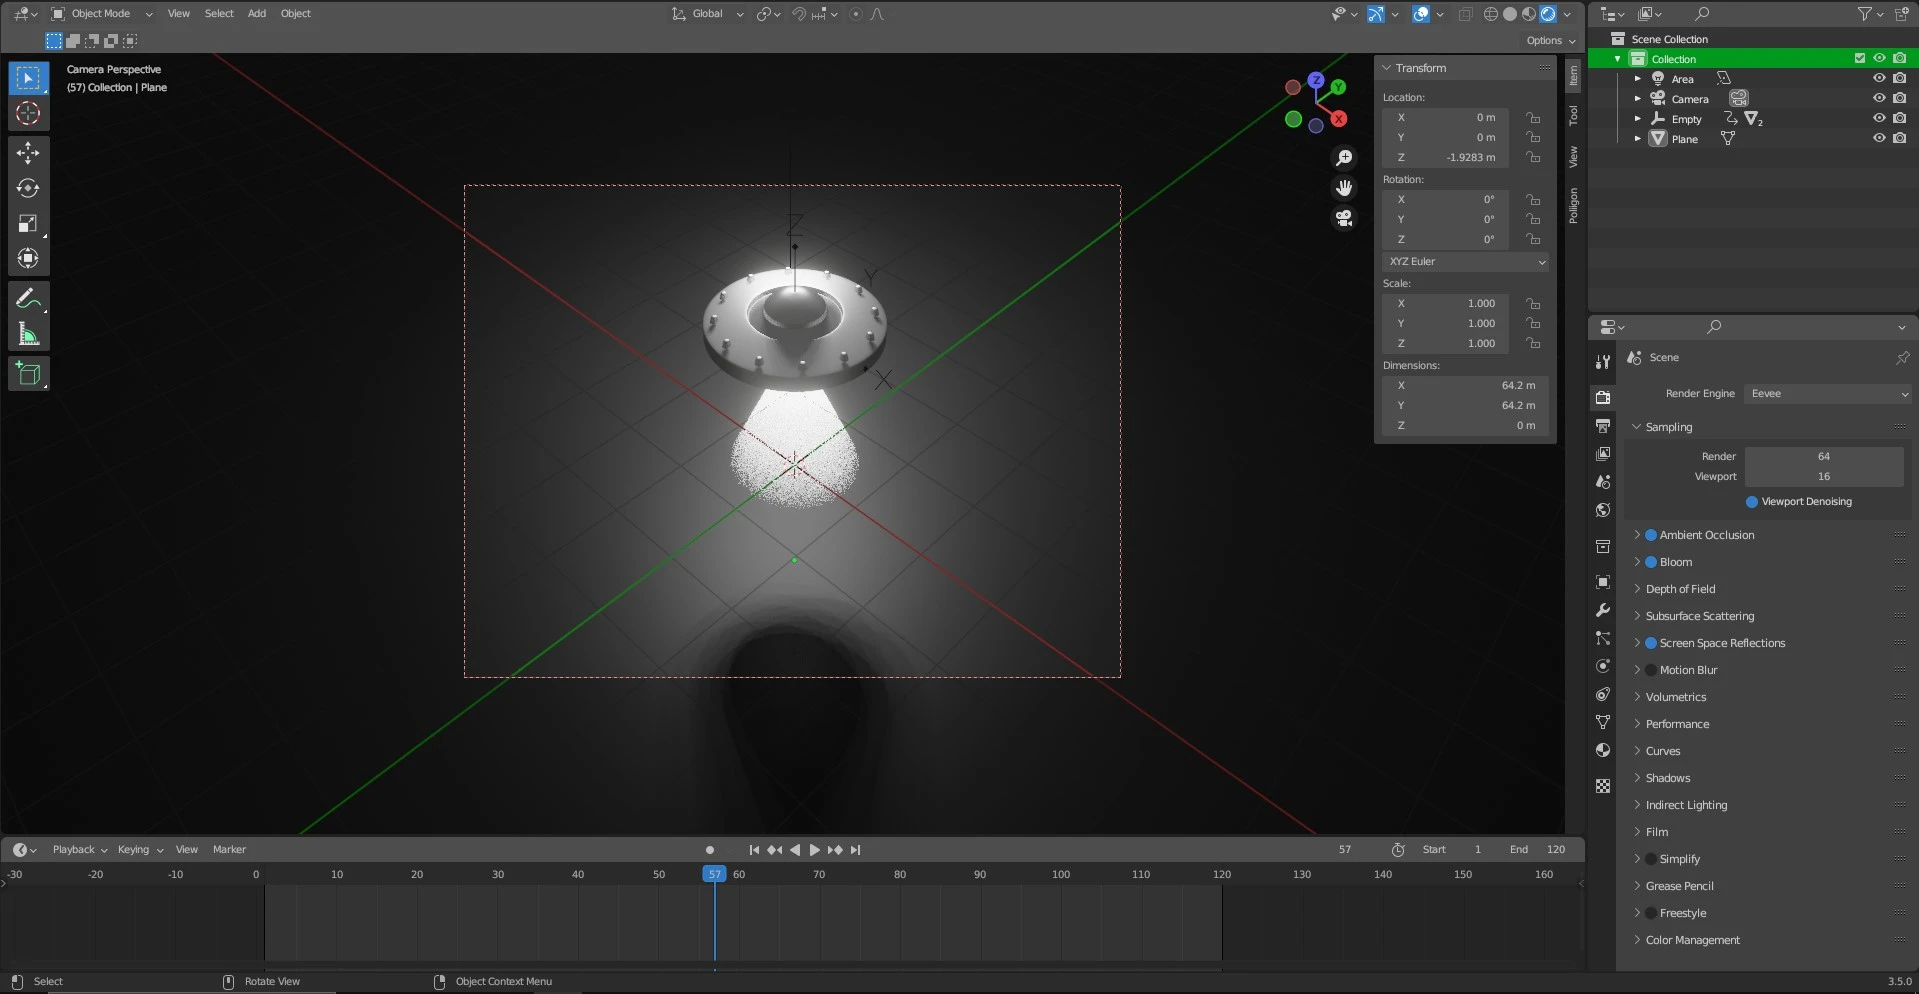 Object Mode View Select Add Object Global
Options
Camera Perspective
(57) Collection | Plane
Z
Y
X
Z
Y
X
Transform
Location:
X 0 m
Y 0 m
Z -1.9283 m
Rotation:
X 0°
Y 0°
Z 0°
XYZ Euler
Scale:
X 1.000
Y 1.000
Z 1.000
Dimensions:
X 64.2 m
Y 64.2 m
Z 0 m
Item
Tool
View
Poliigon
Scene Collection
Collection
Area
Camera
Empty 2
Plane
Scene
Render Engine Eevee
Sampling
Render 64
Viewport 16
Viewport Denoising
Ambient Occlusion
Bloom
Depth of Field
Subsurface Scattering
Screen Space Reflections
Motion Blur
Volumetrics
Performance
Curves
Shadows
Indirect Lighting
Film
Simplify
Grease Pencil
Freestyle
Color Management
Playback Keying View Marker 57 Start 1 End 120
-30 -20 -10 0 10 20 30 40 50 57 60 70 80 90 100 110 120 130 140 150 160
Select Rotate View Object Context Menu 3.5.0